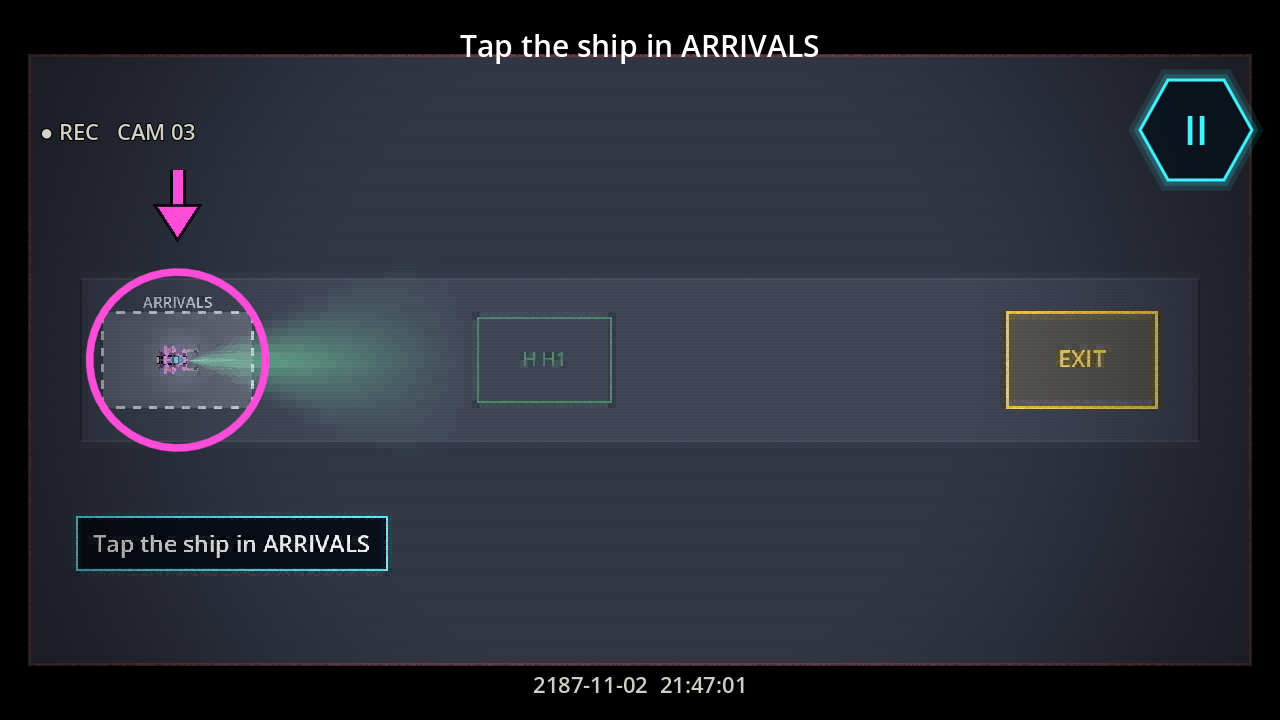 Tap the ship in ARRIVALS
● REC CAM 03
ARRIVALS
H H1
EXIT
Tap the ship in ARRIVALS
2187-11-02 21:47:01